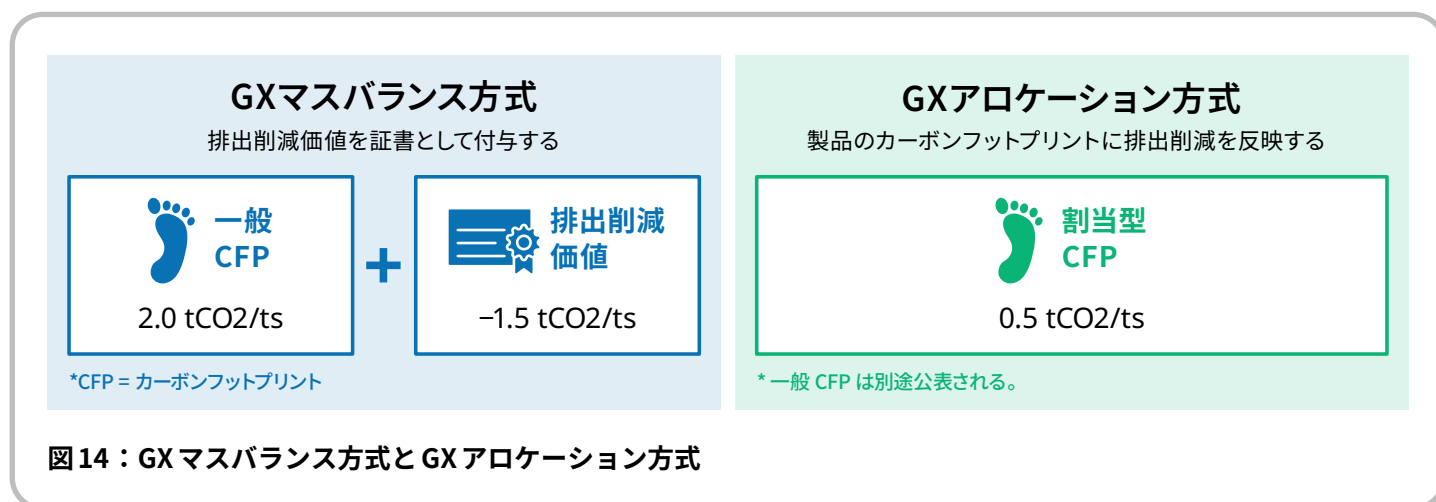 GXマスバランス方式
排出削減価値を証書として付与する
一般
CFP
2.0 tCO2/ts
+
排出削減
価値
−1.5 tCO2/ts
*CFP = カーボンフットプリント
GXアロケーション方式
製品のカーボンフットプリントに排出削減を反映する
割当型
CFP
0.5 tCO2/ts
* 一般 CFP は別途公表される。
図14：GX マスバランス方式と GX アロケーション方式